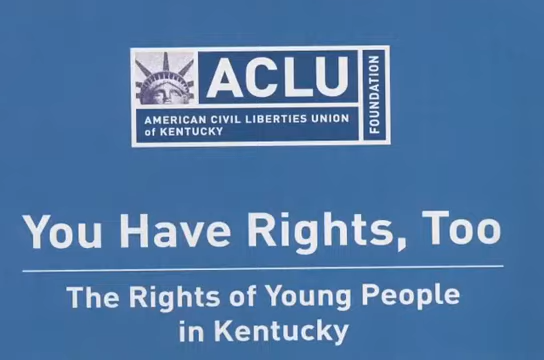 ACLU
AMERICAN CIVIL LIBERTIES UNION
of KENTUCKY
FOUNDATION
You Have Rights, Too
The Rights of Young People
in Kentucky